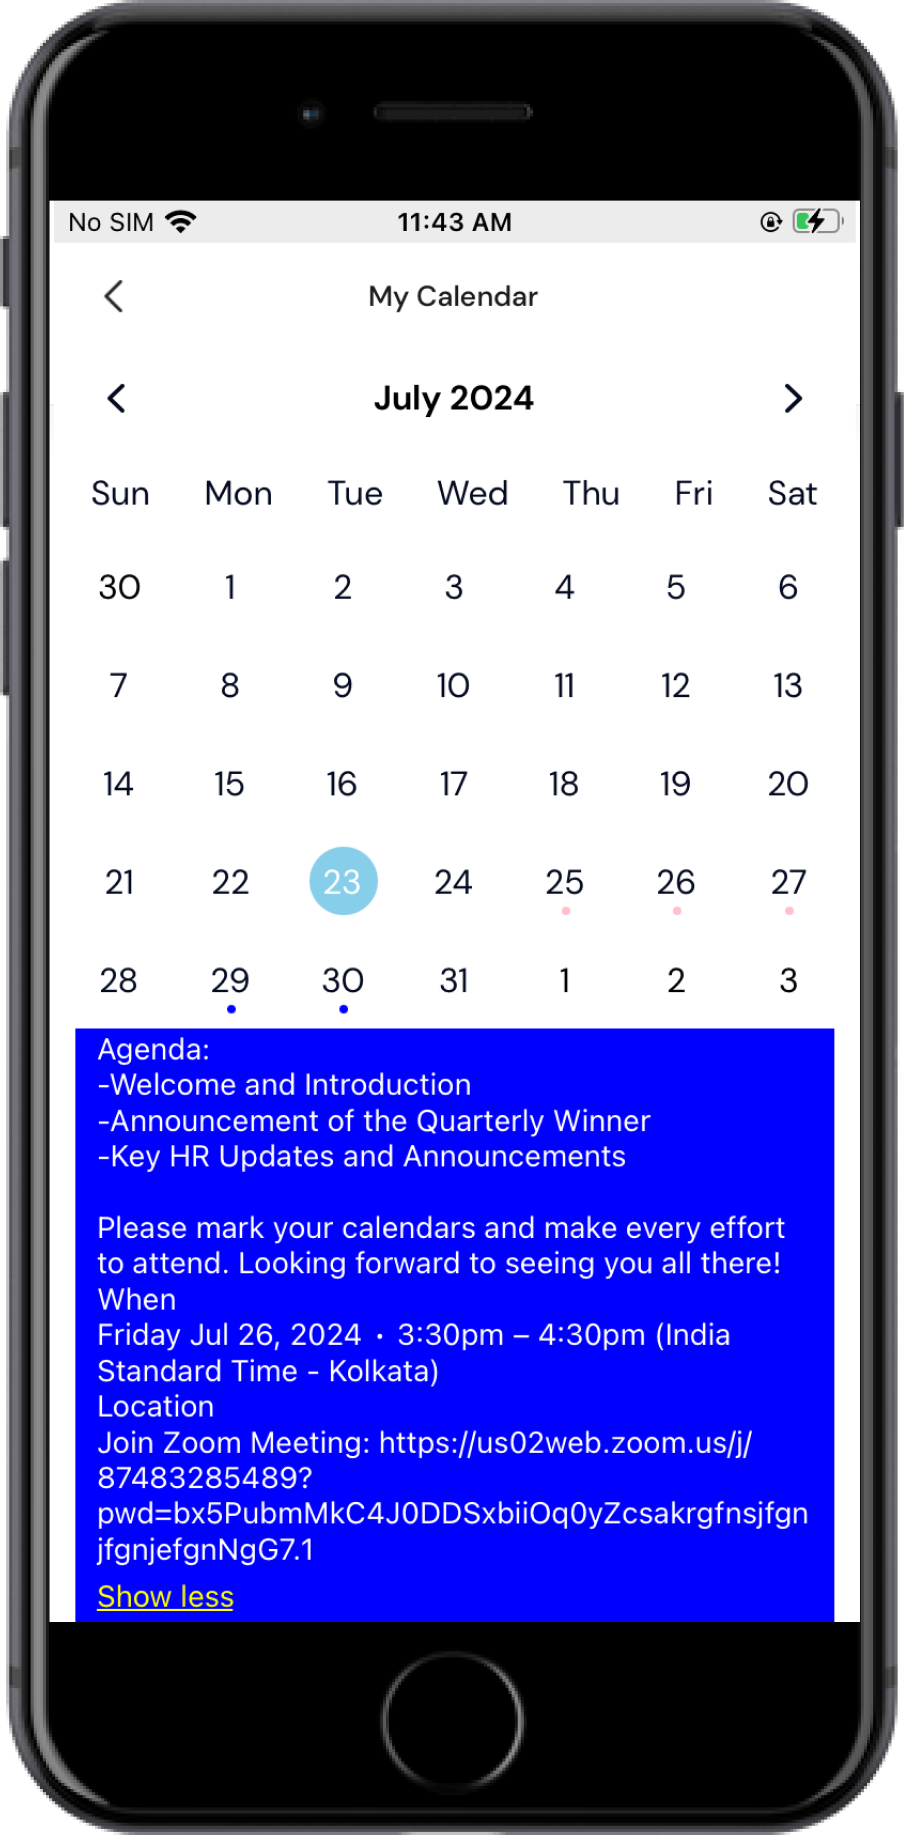 No SIM 11:43 AM
My Calendar
July 2024
Sun Mon Tue Wed Thu Fri Sat
30 1 2 3 4 5 6
7 8 9 10 11 12 13
14 15 16 17 18 19 20
21 22 23 24 25 26 27
28 29 30 31 1 2 3
Agenda:
-Welcome and Introduction
-Announcement of the Quarterly Winner
-Key HR Updates and Announcements
Please mark your calendars and make every effort
to attend. Looking forward to seeing you all there!
When
Friday Jul 26, 2024 · 3:30pm – 4:30pm (India
Standard Time - Kolkata)
Location
Join Zoom Meeting: https://us02web.zoom.us/j/
87483285489?
pwd=bx5PubmMkC4J0DDSxbiiOq0yZcsakrgfnsjfgn
jfgnjefgnNgG7.1
Show less